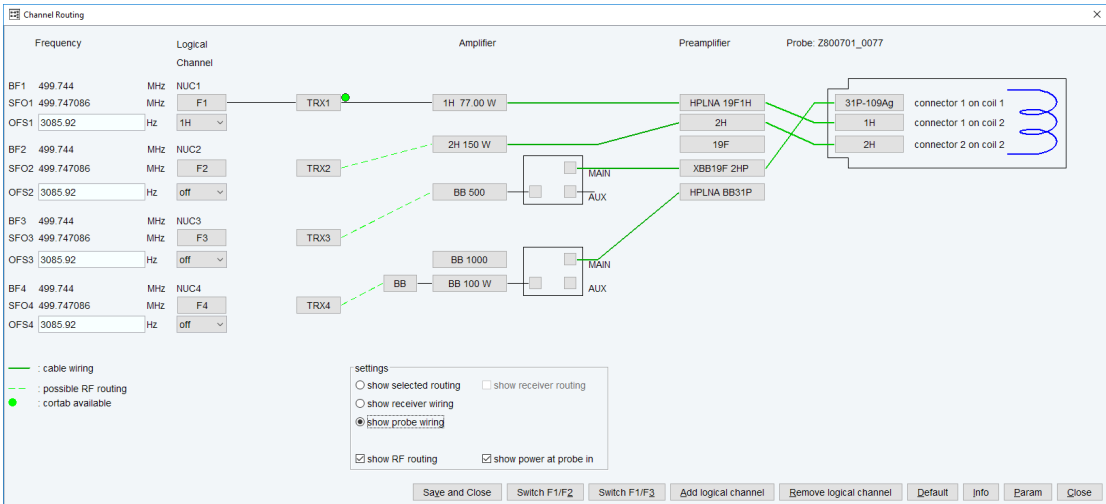 Channel Routing
Frequency Logical Channel Amplifier Preamplifier Probe: Z800701_0077
BF1 499.744 MHz NUC1
SFO1 499.747086 MHz F1 TRX1 1H 77.00 W HPLNA 19F1H 31P-109Ag connector 1 on coil 1
OFS1 3085.92 Hz 1H 2H 1H connector 1 on coil 2
BF2 499.744 MHz NUC2 2H 150 W 19F 2H connector 2 on coil 2
SFO2 499.747086 MHz F2 TRX2 MAIN XBB19F 2HP
OFS2 3085.92 Hz off BB 500 AUX HPLNA BB31P
BF3 499.744 MHz NUC3
SFO3 499.747086 MHz F3 TRX3
OFS3 3085.92 Hz off BB 1000 MAIN
BF4 499.744 MHz NUC4 BB BB 100 W AUX
SFO4 499.747086 MHz F4 TRX4
OFS4 3085.92 Hz off
: cable wiring
: possible RF routing
: cortab available
settings
show selected routing show receiver routing
show receiver wiring
show probe wiring
show RF routing show power at probe in
Save and Close Switch F1/F2 Switch F1/F3 Add logical channel Remove logical channel Default Info Param Close